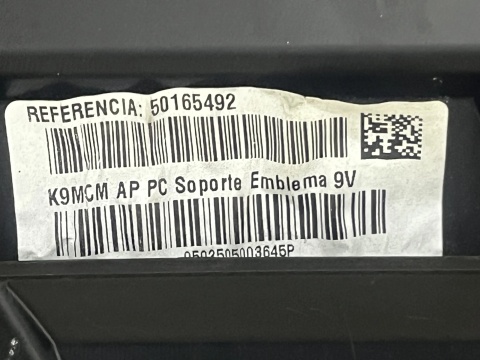 REFERENCIA: 50165492
K9MCM AP PC Soporte Emblema 9V
0502505003645P